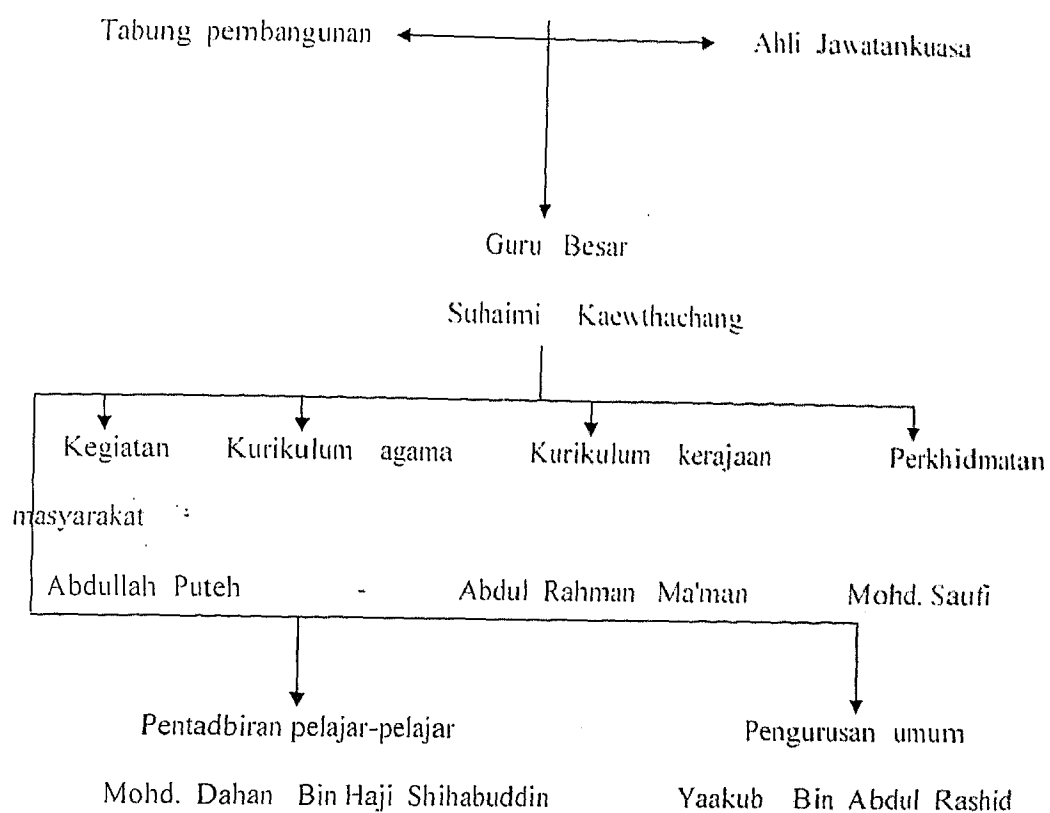 Tabung pembangunan Ahli Jawatankuasa
Guru Besar
Suhaimi Kaewthachang
Kegiatan Kurikulum agama Kurikulum kerajaan Perkhidmatan
masyarakat
Abdullah Puteh - Abdul Rahman Ma'man Mohd. Saufi
Pentadbiran pelajar-pelajar Pengurusan umum
Mohd. Dahan Bin Haji Shihabuddin Yaakub Bin Abdul Rashid